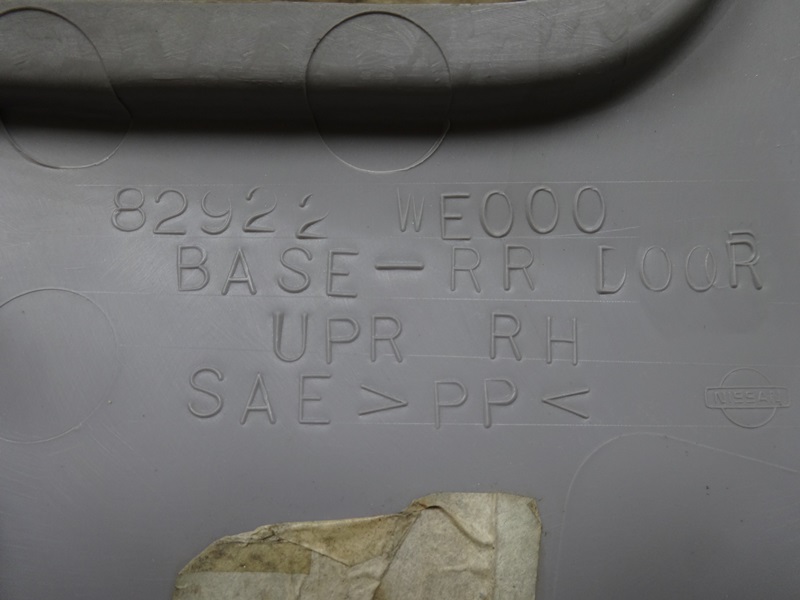 82922 WE000
BASE-RR DOOR
UPR RH
SAE >PP<
NISSAN